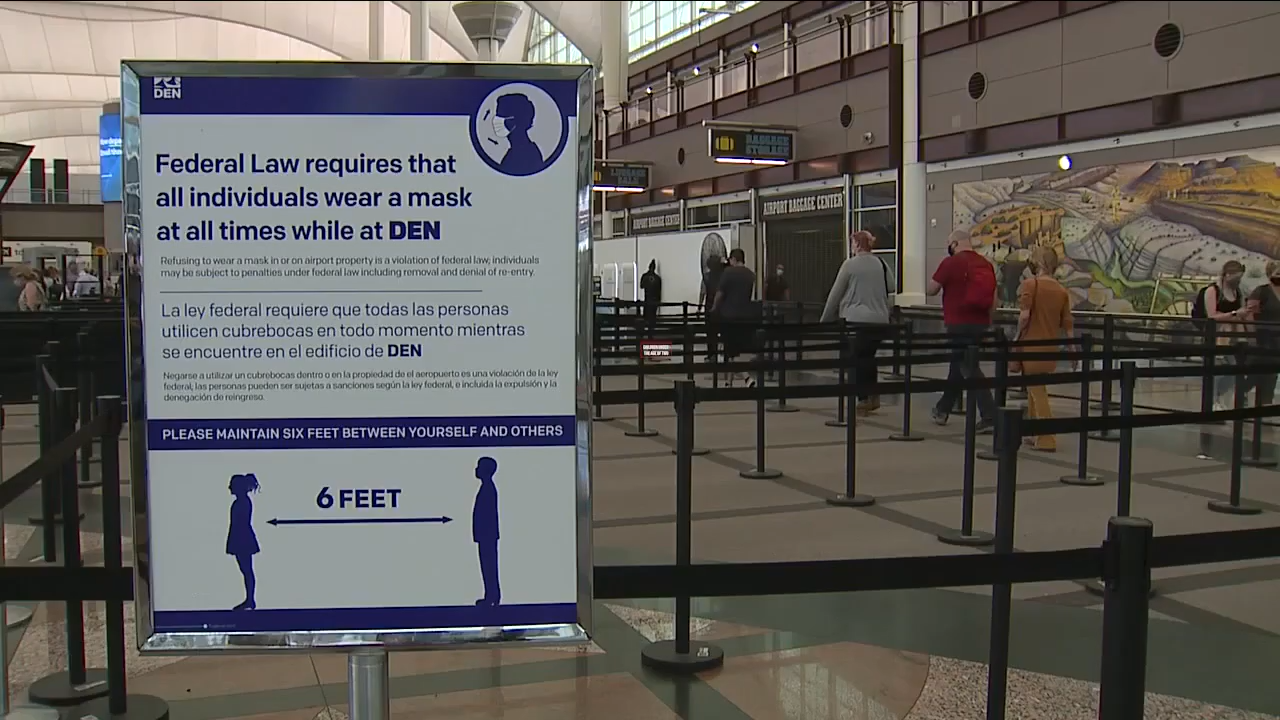 DEN
Federal Law requires that
all individuals wear a mask
at all times while at DEN
Refusing to wear a mask in or on airport property is a violation of federal law; individuals
may be subject to penalties under federal law including removal and denial of re-entry.
La ley federal requiere que todas las personas
utilicen cubrebocas en todo momento mientras
se encuentre en el edificio de DEN
Negarse a utilizar un cubrebocas dentro o en la propiedad de el aeropuerto es una violación de la ley
federal, las personas pueden ser sujetas a sanciones según la ley federal, e incluida la expulsión y la
denegación de reingreso.
PLEASE MAINTAIN SIX FEET BETWEEN YOURSELF AND OTHERS
6 FEET
BAGGAGE
STORAGE
AIRPORT BAGGAGE CENTER
AIRPORT BAGGAGE CENTER